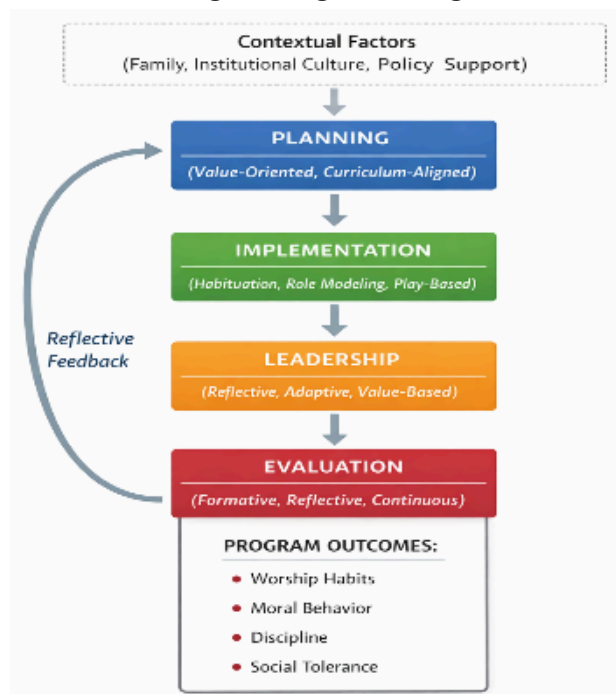 Contextual Factors
(Family, Institutional Culture, Policy Support)
PLANNING
(Value-Oriented, Curriculum-Aligned)
IMPLEMENTATION
(Habituation, Role Modeling, Play-Based)
Reflective
Feedback
LEADERSHIP
(Reflective, Adaptive, Value-Based)
EVALUATION
(Formative, Reflective, Continuous)
PROGRAM OUTCOMES:
• Worship Habits
• Moral Behavior
• Discipline
• Social Tolerance